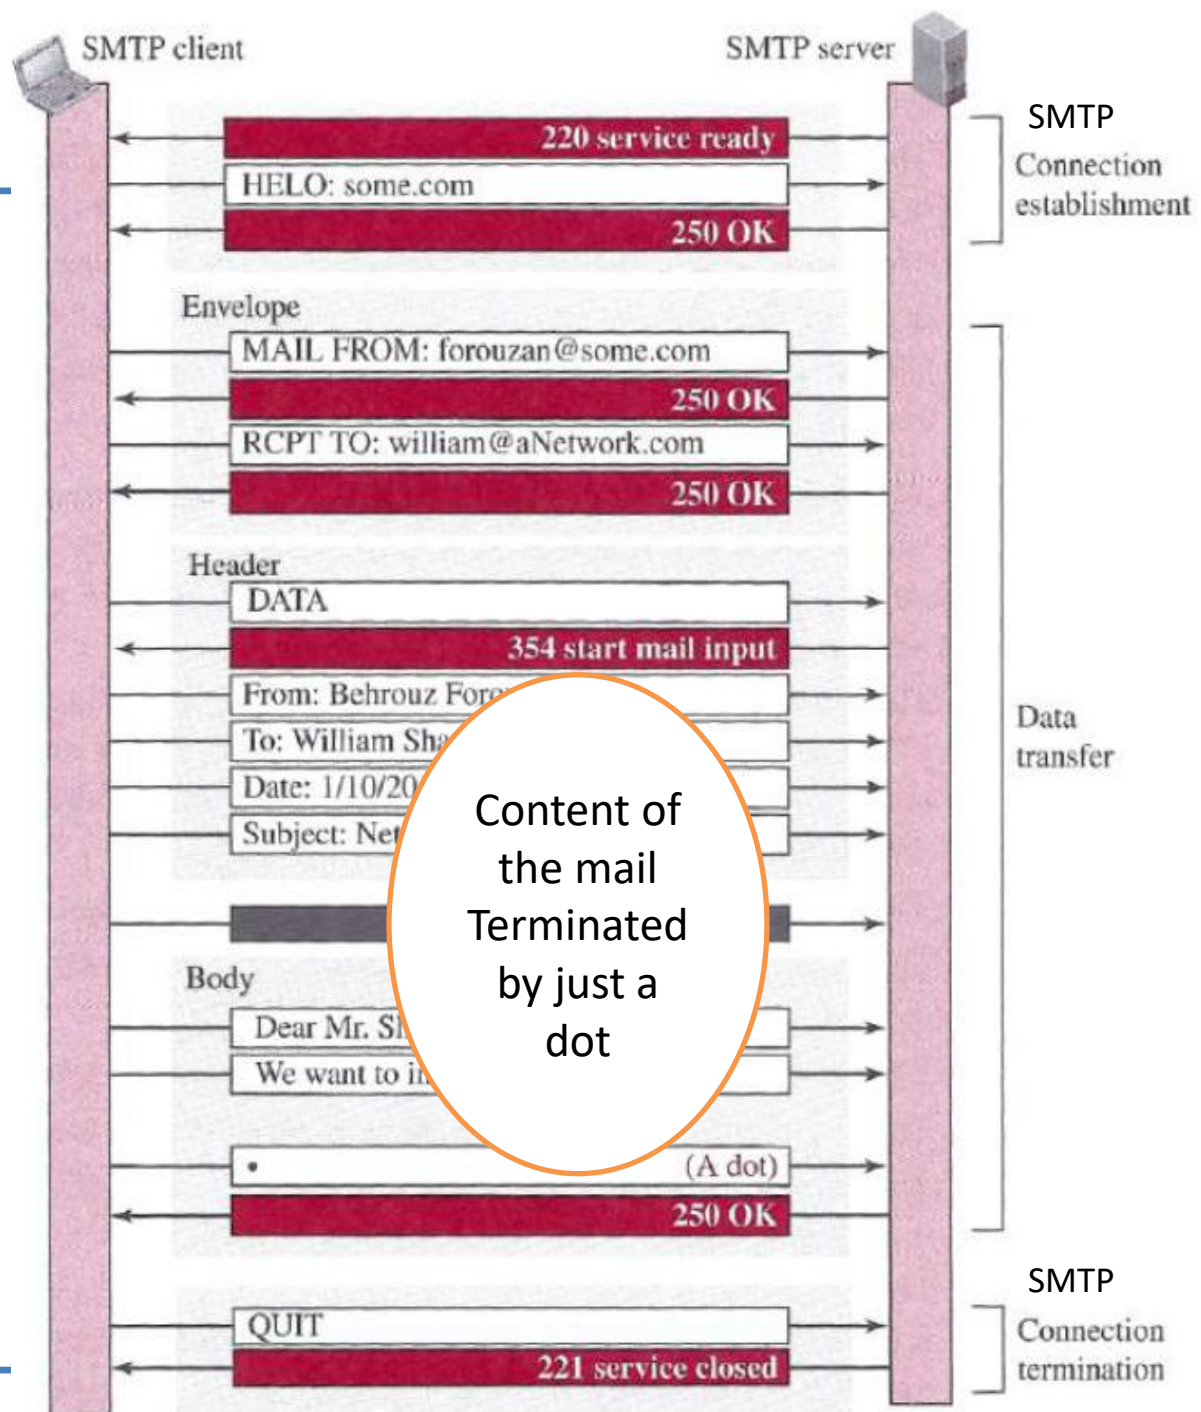 SMTP client
SMTP server
220 service ready
SMTP
Connection
establishment
HELO: some.com
250 OK
Envelope
MAIL FROM: forouzan@some.com
250 OK
RCPT TO: william@aNetwork.com
250 OK
Header
DATA
354 start mail input
From: Behrouz
To: William
Date:
Subject:
Data
transfer
Content of
the mail
Terminated
by just a
dot
Body
Dear Mr.
We want to
•
(A dot)
250 OK
SMTP
QUIT
Connection
termination
221 service closed